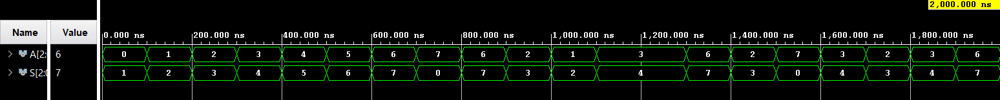 2,000.000 ns
Name Value
0.000 ns 200.000 ns 400.000 ns 600.000 ns 800.000 ns 1,000.000 ns 1,200.000 ns 1,400.000 ns 1,600.000 ns 1,800.000 ns
A[2: 6 0 1 2 3 4 5 6 7 6 2 1 3 6 2 7 3 2 3 6
S[2:0 7 1 2 3 4 5 6 7 0 7 3 2 4 7 3 0 4 3 4 7